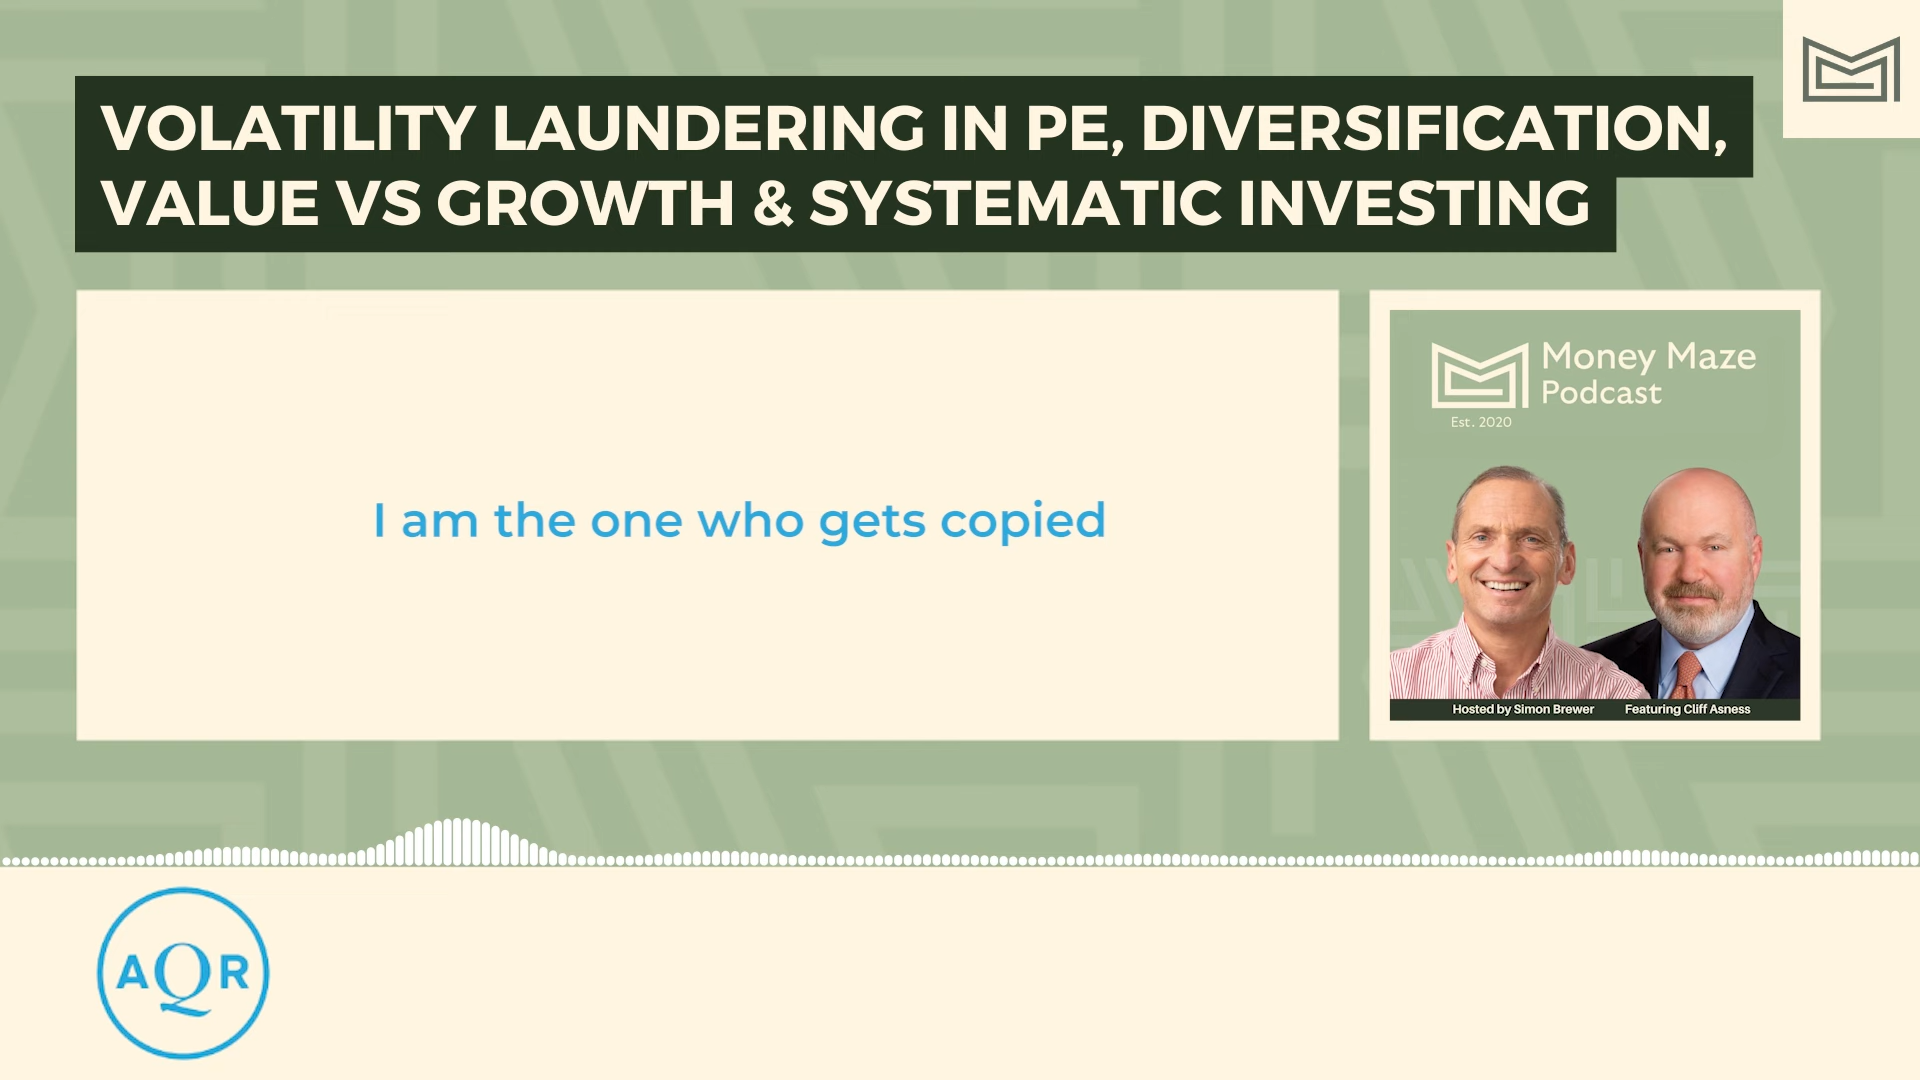 VOLATILITY LAUNDERING IN PE, DIVERSIFICATION,
VALUE VS GROWTH & SYSTEMATIC INVESTING
I am the one who gets copied
Money Maze
Podcast
Est. 2020
Hosted by Simon Brewer
Featuring Cliff Asness
AQR